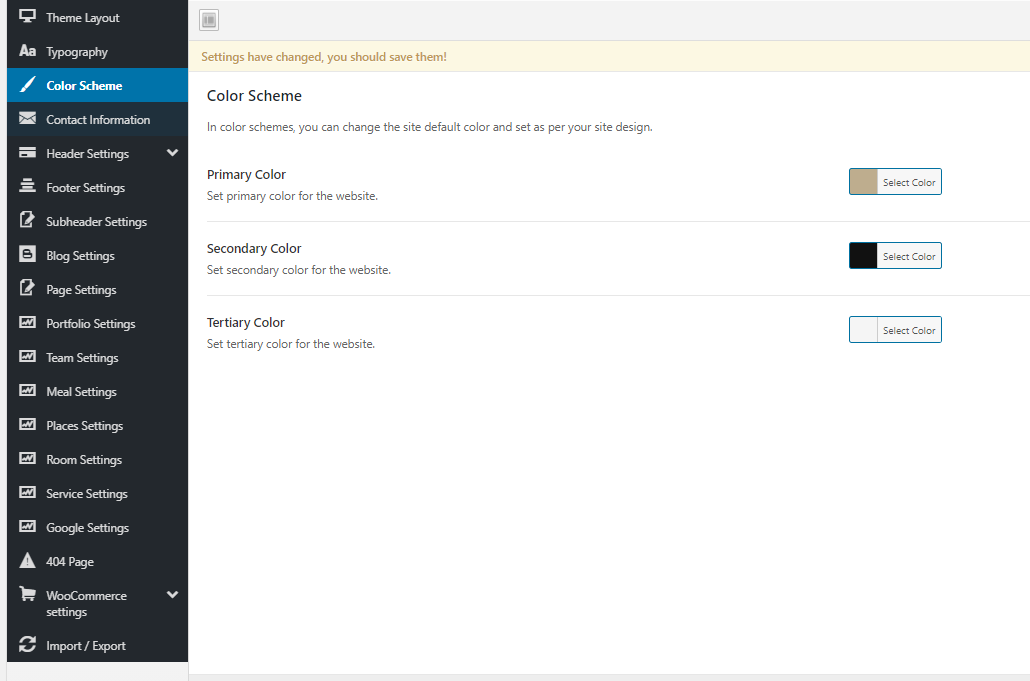 Theme Layout
Aa Typography
Color Scheme
Contact Information
Header Settings
Footer Settings
Subheader Settings
Blog Settings
Page Settings
Portfolio Settings
Team Settings
Meal Settings
Places Settings
Room Settings
Service Settings
Google Settings
404 Page
WooCommerce
settings
Import / Export
Settings have changed, you should save them!
Color Scheme
In color schemes, you can change the site default color and set as per your site design.
Primary Color
Set primary color for the website.
Select Color
Secondary Color
Set secondary color for the website.
Select Color
Tertiary Color
Set tertiary color for the website.
Select Color